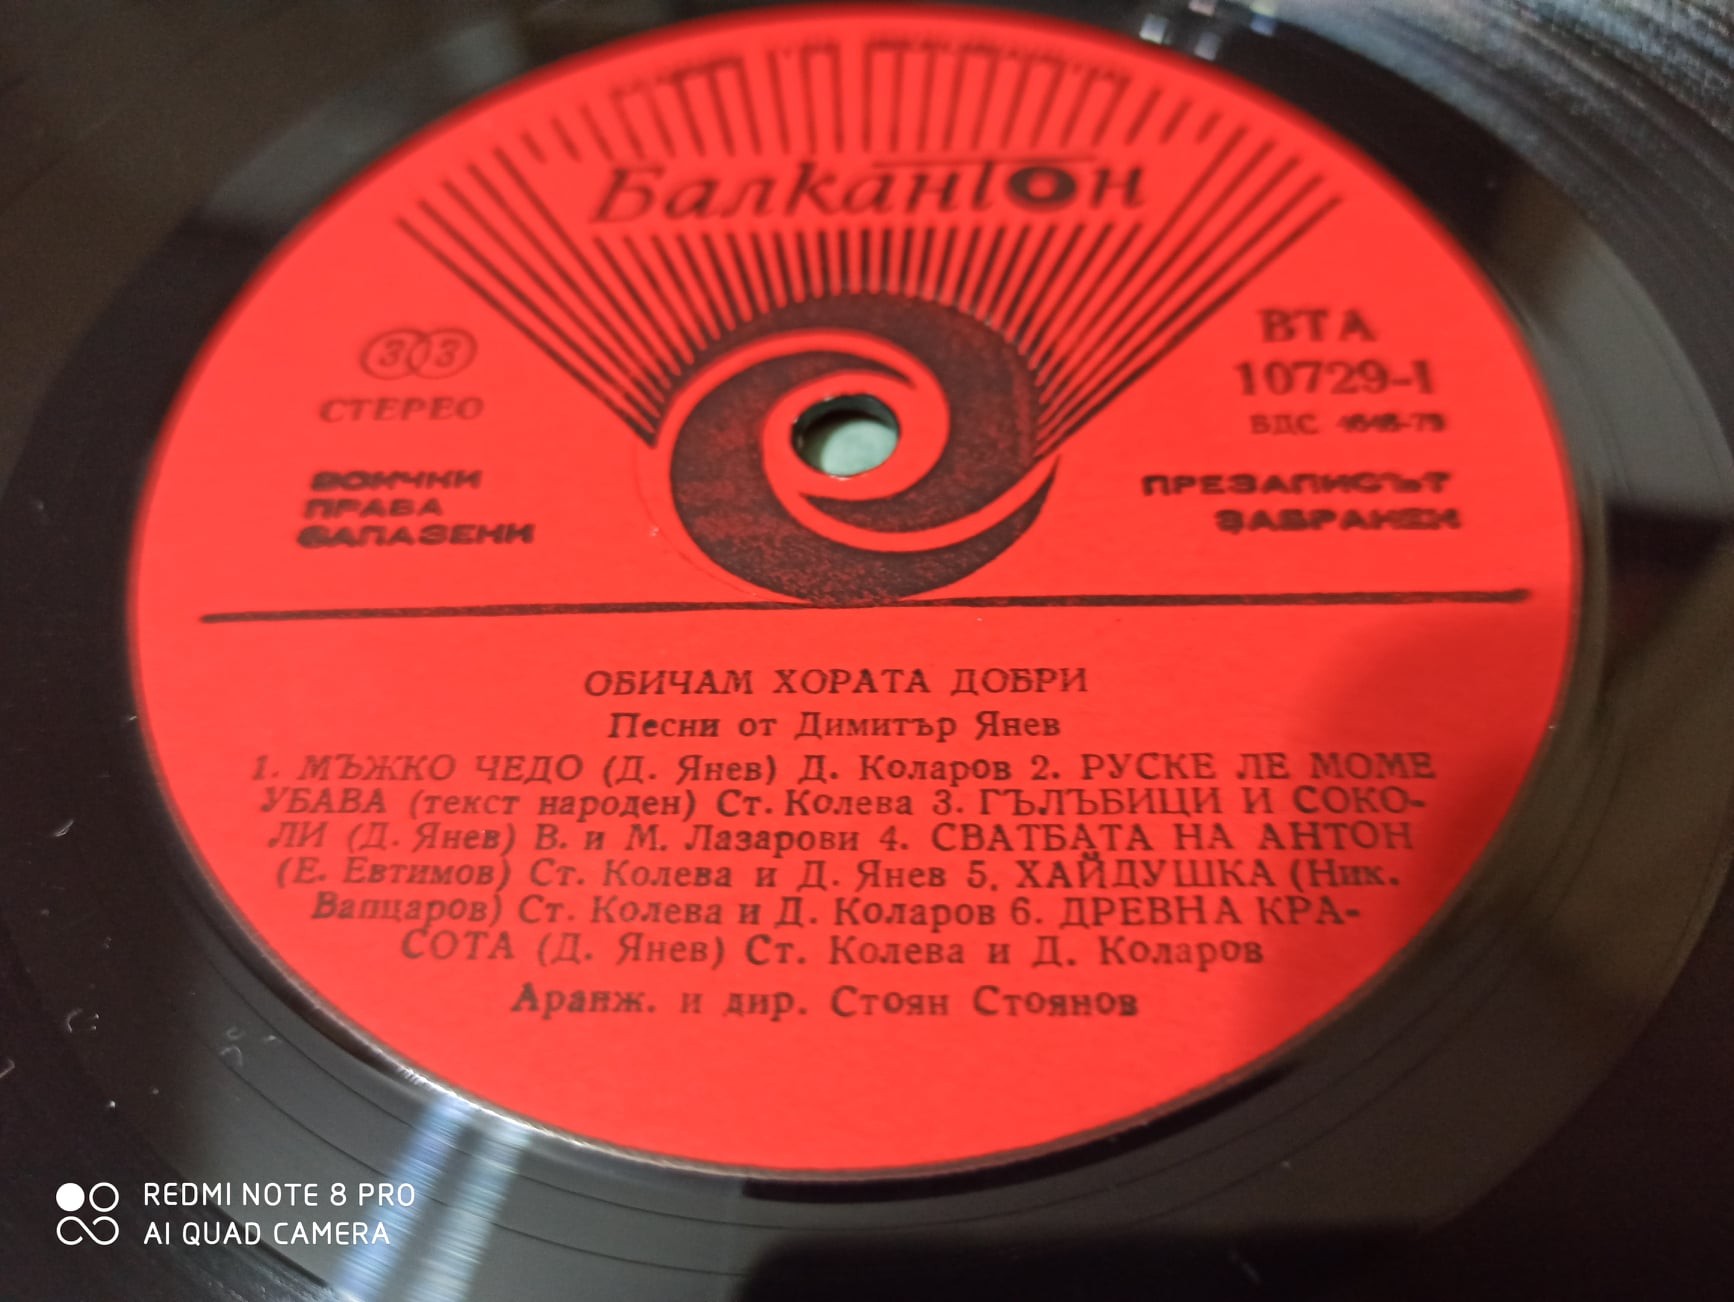 Балкантон
33
СТЕРЕО
ВСИЧКИ
ПРАВА
ЗАПАЗЕНИ
ВТА
10729-1
ВДС
ПРЕЗАПИСЪТ
ЗАБРАНЕН
ОБИЧАМ ХОРАТА ДОБРИ
Песни от Димитър Янев
1. МЪЖКО ЧЕДО (Д. Янев) Д. Коларов 2. РУСКЕ ЛЕ МОМЕ
УБАВА (текст народен) Ст. Колева 3. ГЪЛЪБИЦИ И СОКО-
ЛИ (Д. Янев) В. и М. Лазарови 4. СВАТБАТА НА АНТОН
(Е. Евтимов) Ст. Колева и Д. Янев 5. ХАЙДУШКА (Ник.
Вапцаров) Ст. Колева и Д. Коларов 6. ДРЕВНА КРА-
СОТА (Д. Янев) Ст. Колева и Д. Коларов
Аранж. и дир. Стоян Стоянов
REDMI NOTE 8 PRO
AI QUAD CAMERA